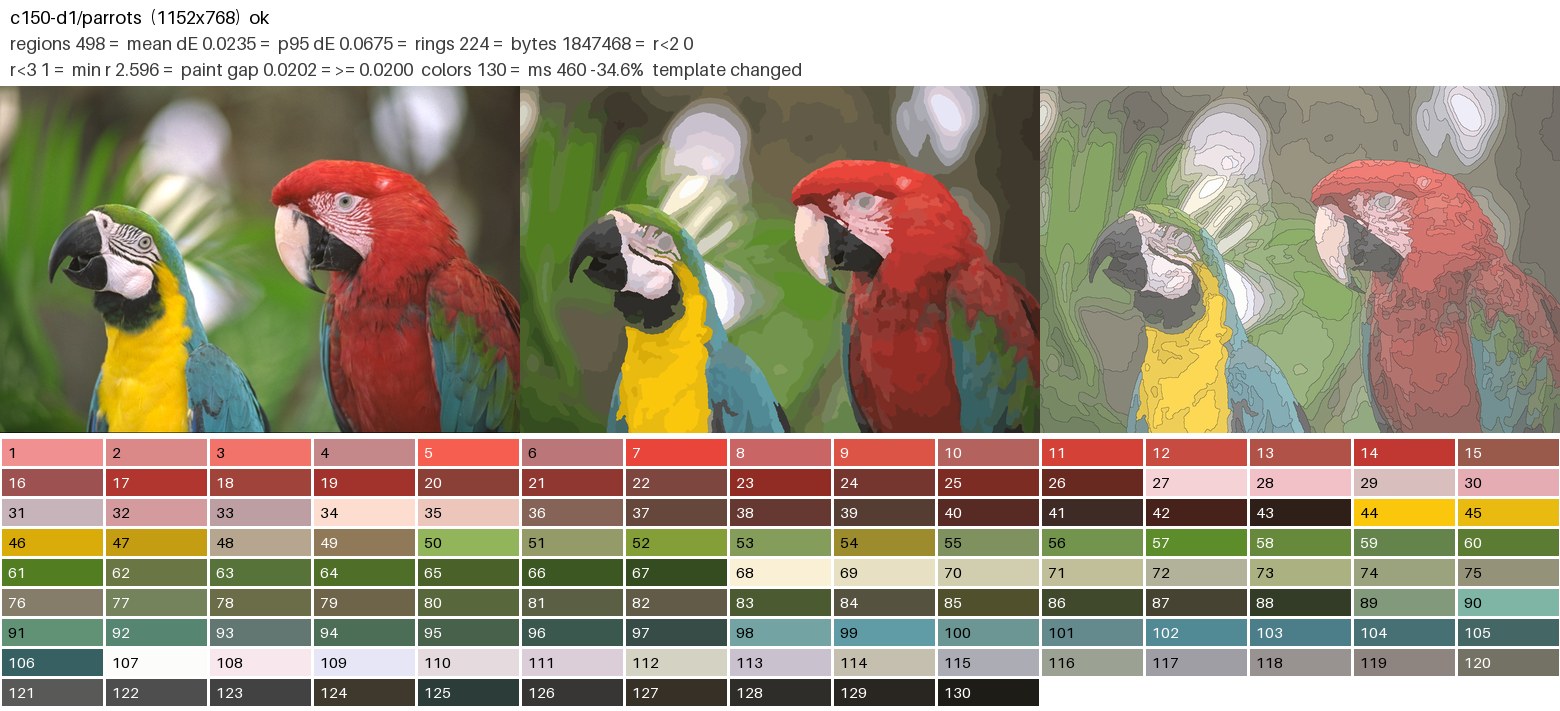 c150-d1/parrots (1152x768) ok
regions 498 = mean dE 0.0235 = p95 dE 0.0675 = rings 224 = bytes 1847468 = r<2 0
r<3 1 = min r 2.596 = paint gap 0.0202 = >= 0.0200 colors 130 = ms 460 -34.6% template changed
1 2 3 4 5 6 7 8 9 10 11 12 13 14 15
16 17 18 19 20 21 22 23 24 25 26 27 28 29 30
31 32 33 34 35 36 37 38 39 40 41 42 43 44 45
46 47 48 49 50 51 52 53 54 55 56 57 58 59 60
61 62 63 64 65 66 67 68 69 70 71 72 73 74 75
76 77 78 79 80 81 82 83 84 85 86 87 88 89 90
91 92 93 94 95 96 97 98 99 100 101 102 103 104 105
106 107 108 109 110 111 112 113 114 115 116 117 118 119 120
121 122 123 124 125 126 127 128 129 130